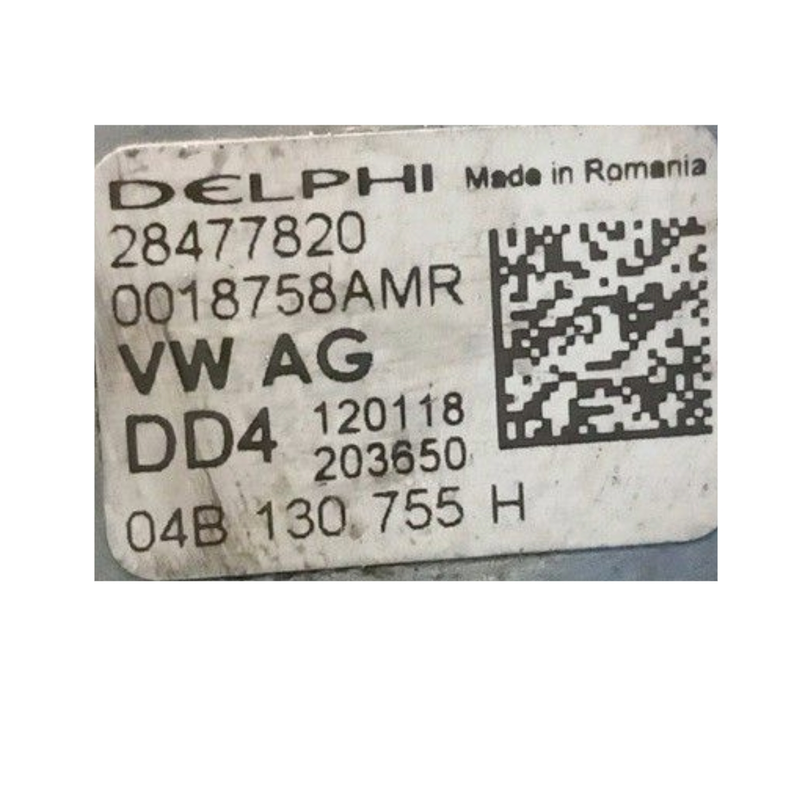 DELPHI Made in Romania
28477820
0018758AMR
VW AG
DD4 120118
203650
04B 130 755 H